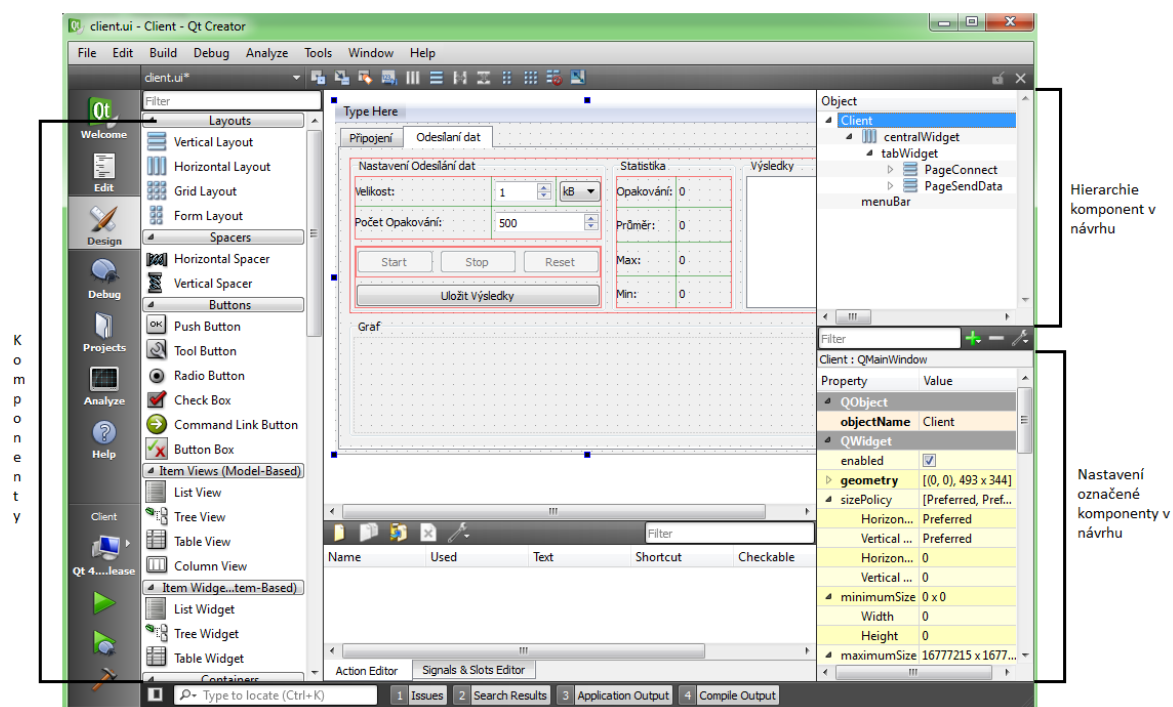 client.ui - Client - Qt Creator
File Edit Build Debug Analyze Tools Window Help
client.ui*
Welcome
Edit
Design
Debug
Projects
Analyze
Help
Client
Qt 4....lease
Komponenty
Filter
Layouts
Vertical Layout
Horizontal Layout
Grid Layout
Form Layout
Spacers
Horizontal Spacer
Vertical Spacer
Buttons
Push Button
Tool Button
Radio Button
Check Box
Command Link Button
Button Box
Item Views (Model-Based)
List View
Tree View
Table View
Column View
Item Widge...tem-Based)
List Widget
Tree Widget
Table Widget
Containers
Type Here
Připojení Odesílaní dat
Nastavení Odesílání dat Statistika Výsledky
Velikost: 1 kB Opakování: 0
Počet Opakování: 500 Průměr: 0
Start Stop Reset Max: 0
Uložit Výsledky Min: 0
Graf
Filter
Name Used Text Shortcut Checkable
Action Editor Signals & Slots Editor
Object
Client
centralWidget
tabWidget
PageConnect
PageSendData
menuBar
Hierarchie
komponent v
návrhu
Filter
Client : QMainWindow
Property Value
QObject
objectName Client
QWidget
enabled
geometry [(0, 0), 493 x 344]
sizePolicy [Preferred, Pref...
Horizon... Preferred
Vertical ... Preferred
Horizon... 0
Vertical ... 0
minimumSize 0 x 0
Width 0
Height 0
maximumSize 16777215 x 1677...
Nastavení
označené
komponenty v
návrhu
Type to locate (Ctrl+K) 1 Issues 2 Search Results 3 Application Output 4 Compile Output